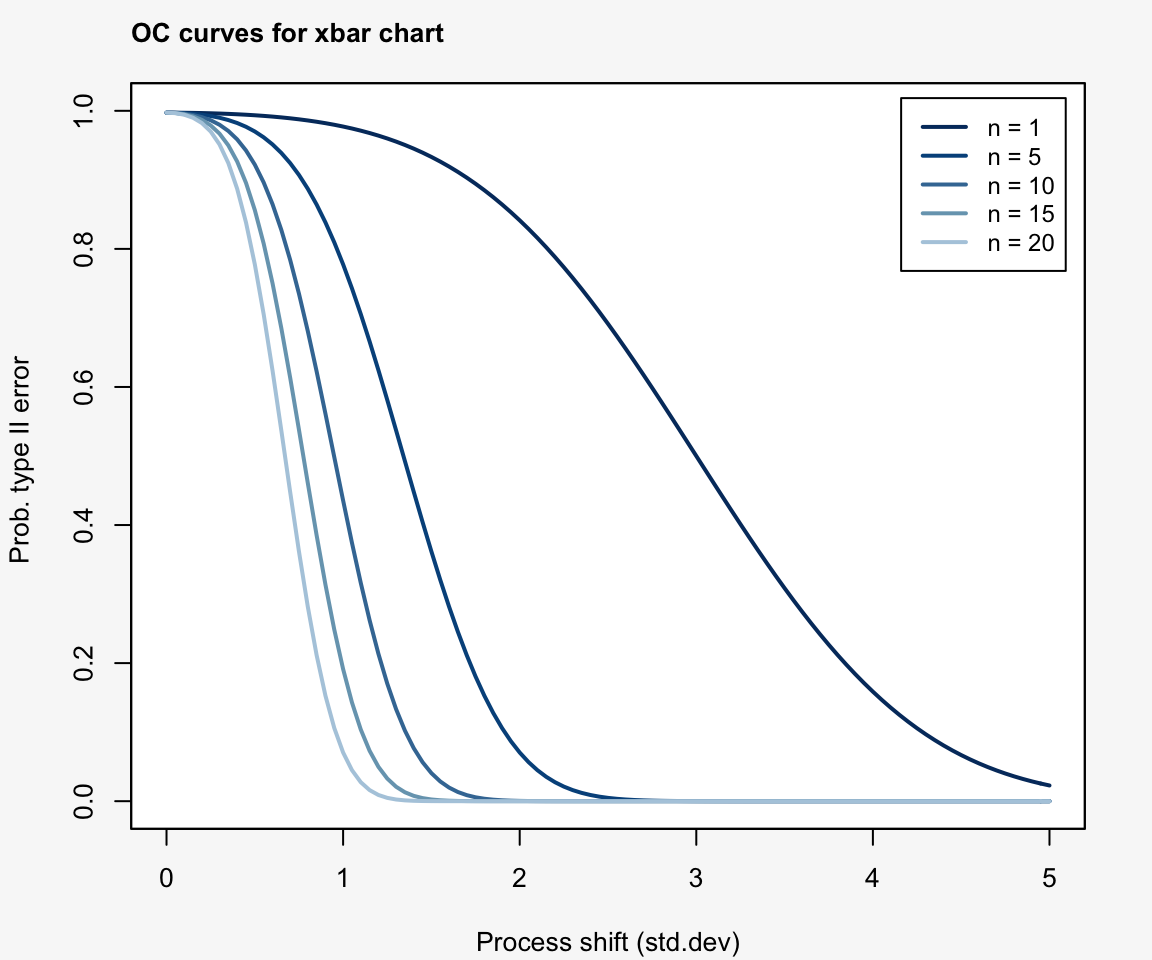 OC curves for xbar chart
Prob. type II error
1.0
0.8
0.6
0.4
0.2
0.0
n = 1
n = 5
n = 10
n = 15
n = 20
0 1 2 3 4 5
Process shift (std.dev)